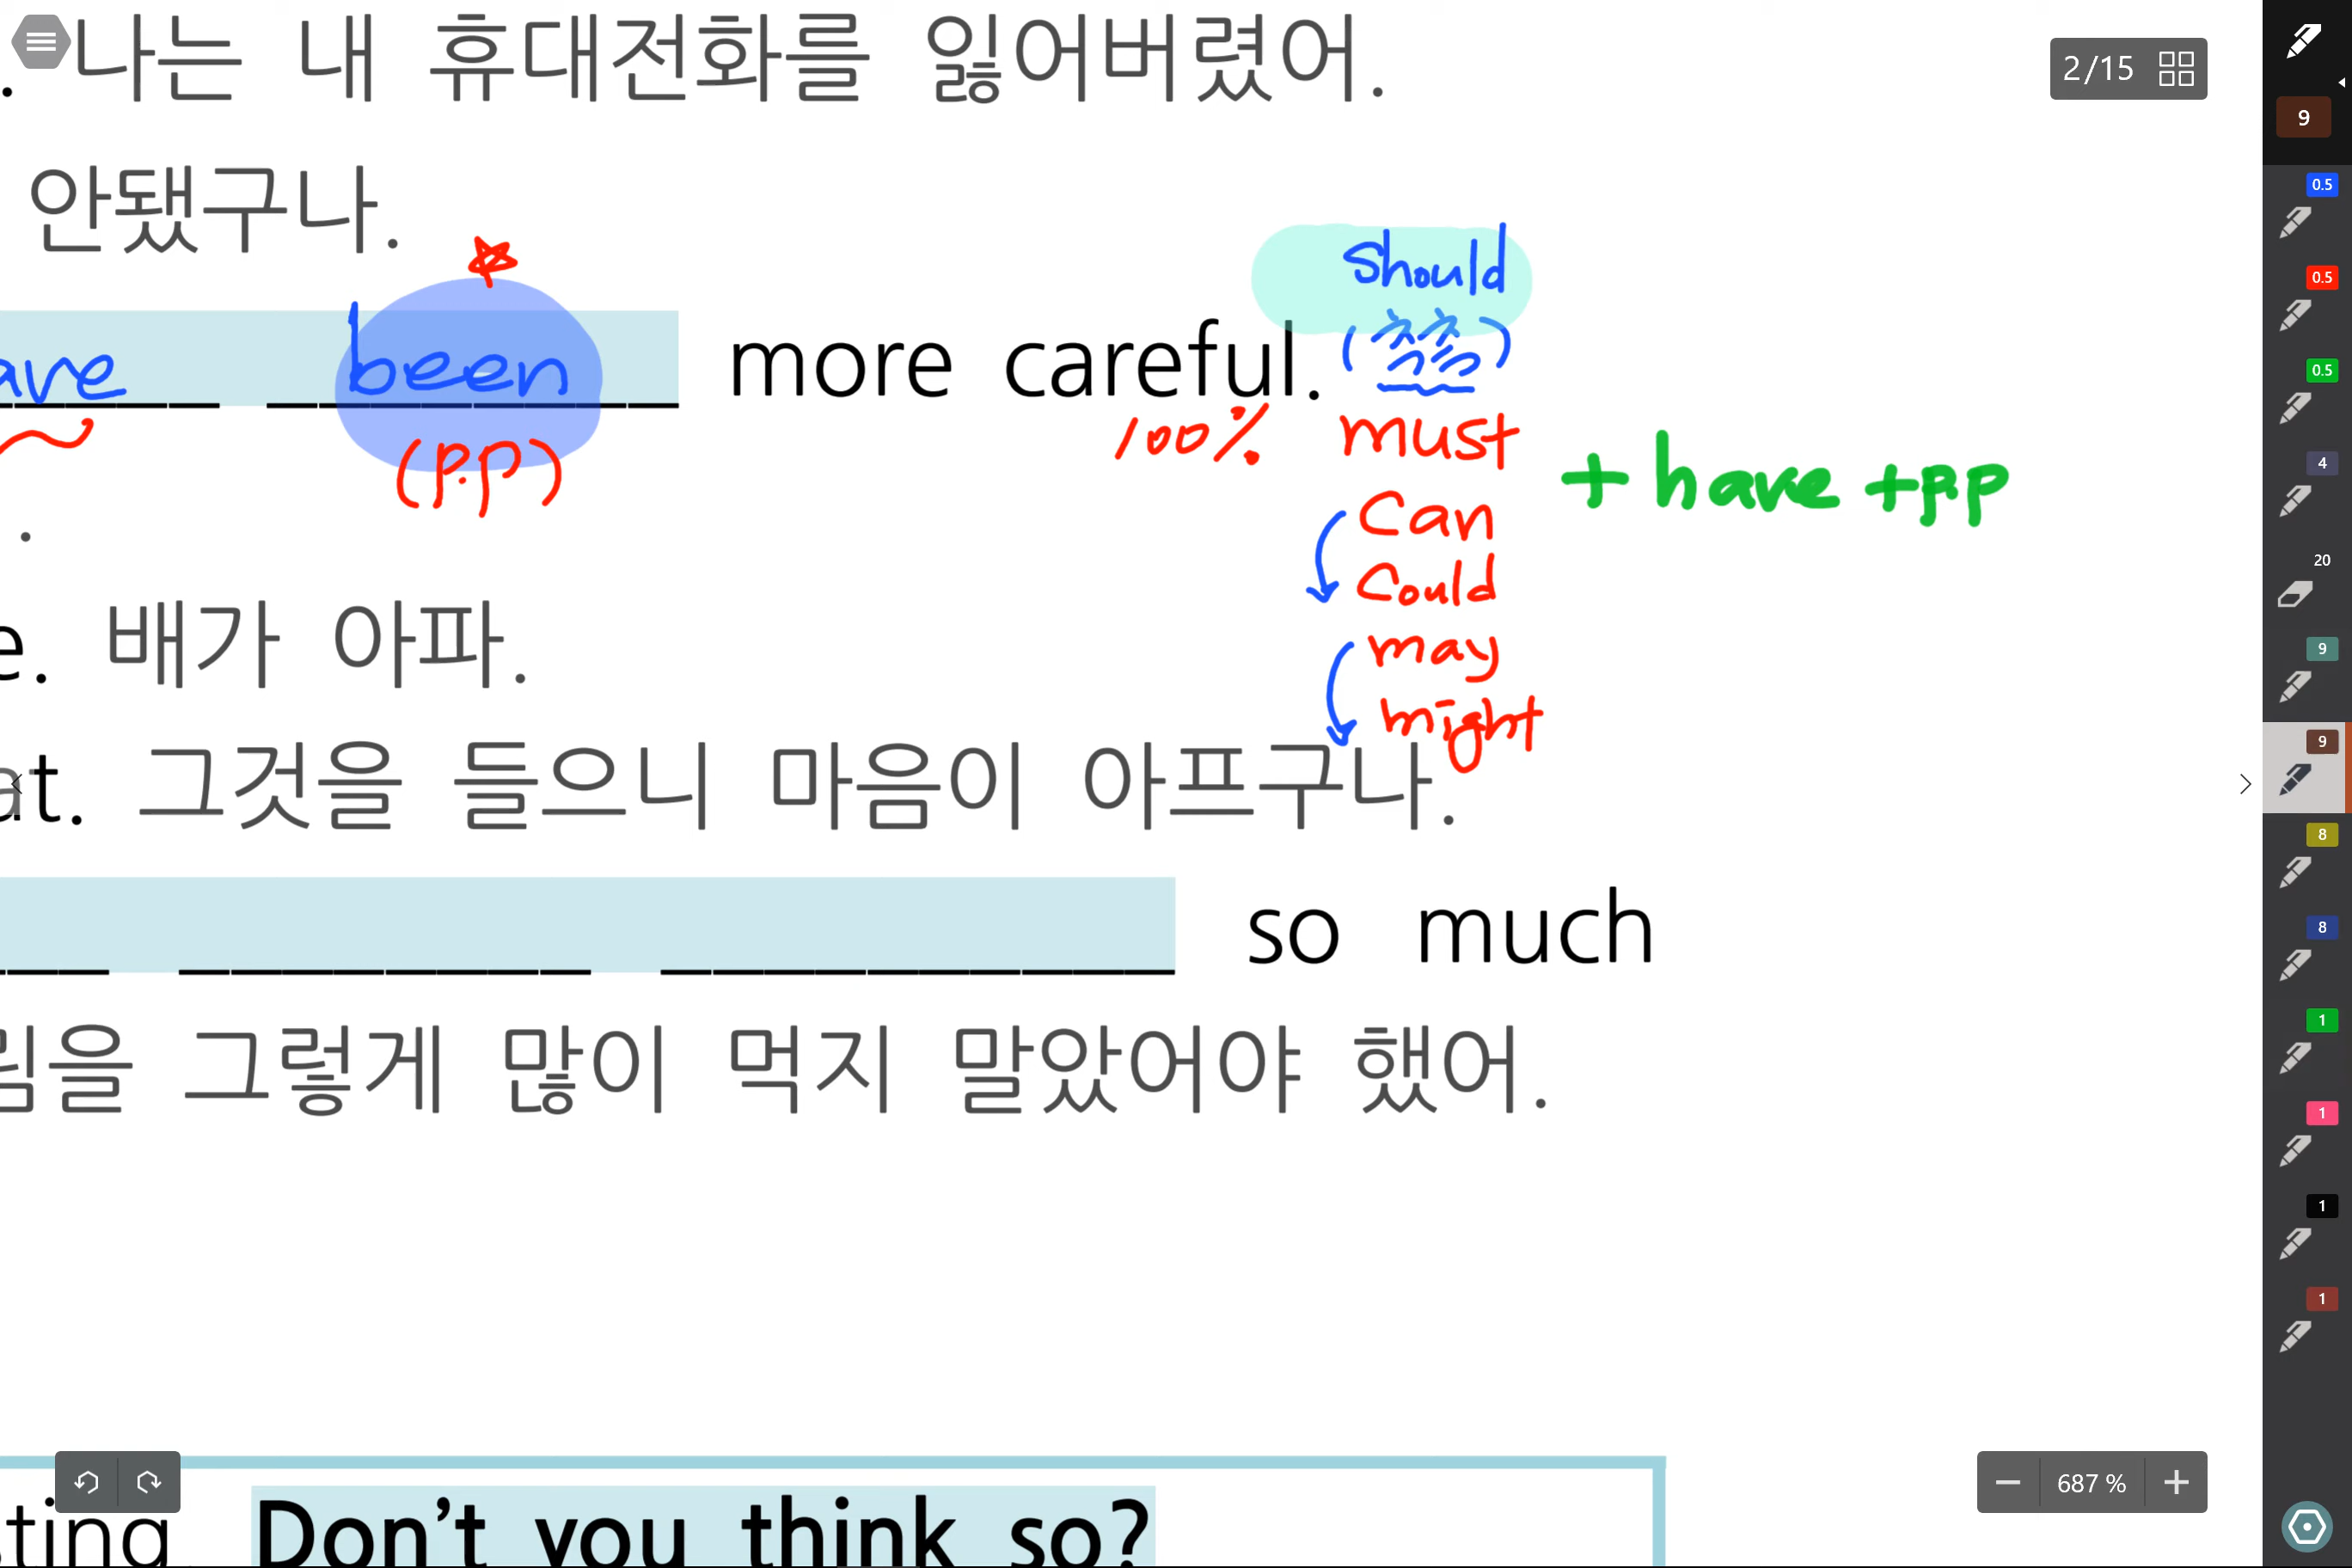 . 나는 내 휴대전화를 잃어버렸어.
2/15
안됐구나.
should
been more careful. (쯧쯧)
(P.P) 100% must
+ have + pp
.
can
could
e. 배가 아파.
may
might
at. 그것을 들으니 마음이 아프구나.
so much
림을 그렇게 많이 먹지 말았어야 했어.
687 %
sting. Don't you think so?
9
0.5
0.5
0.5
4
20
9
9
8
8
1
1
1
1